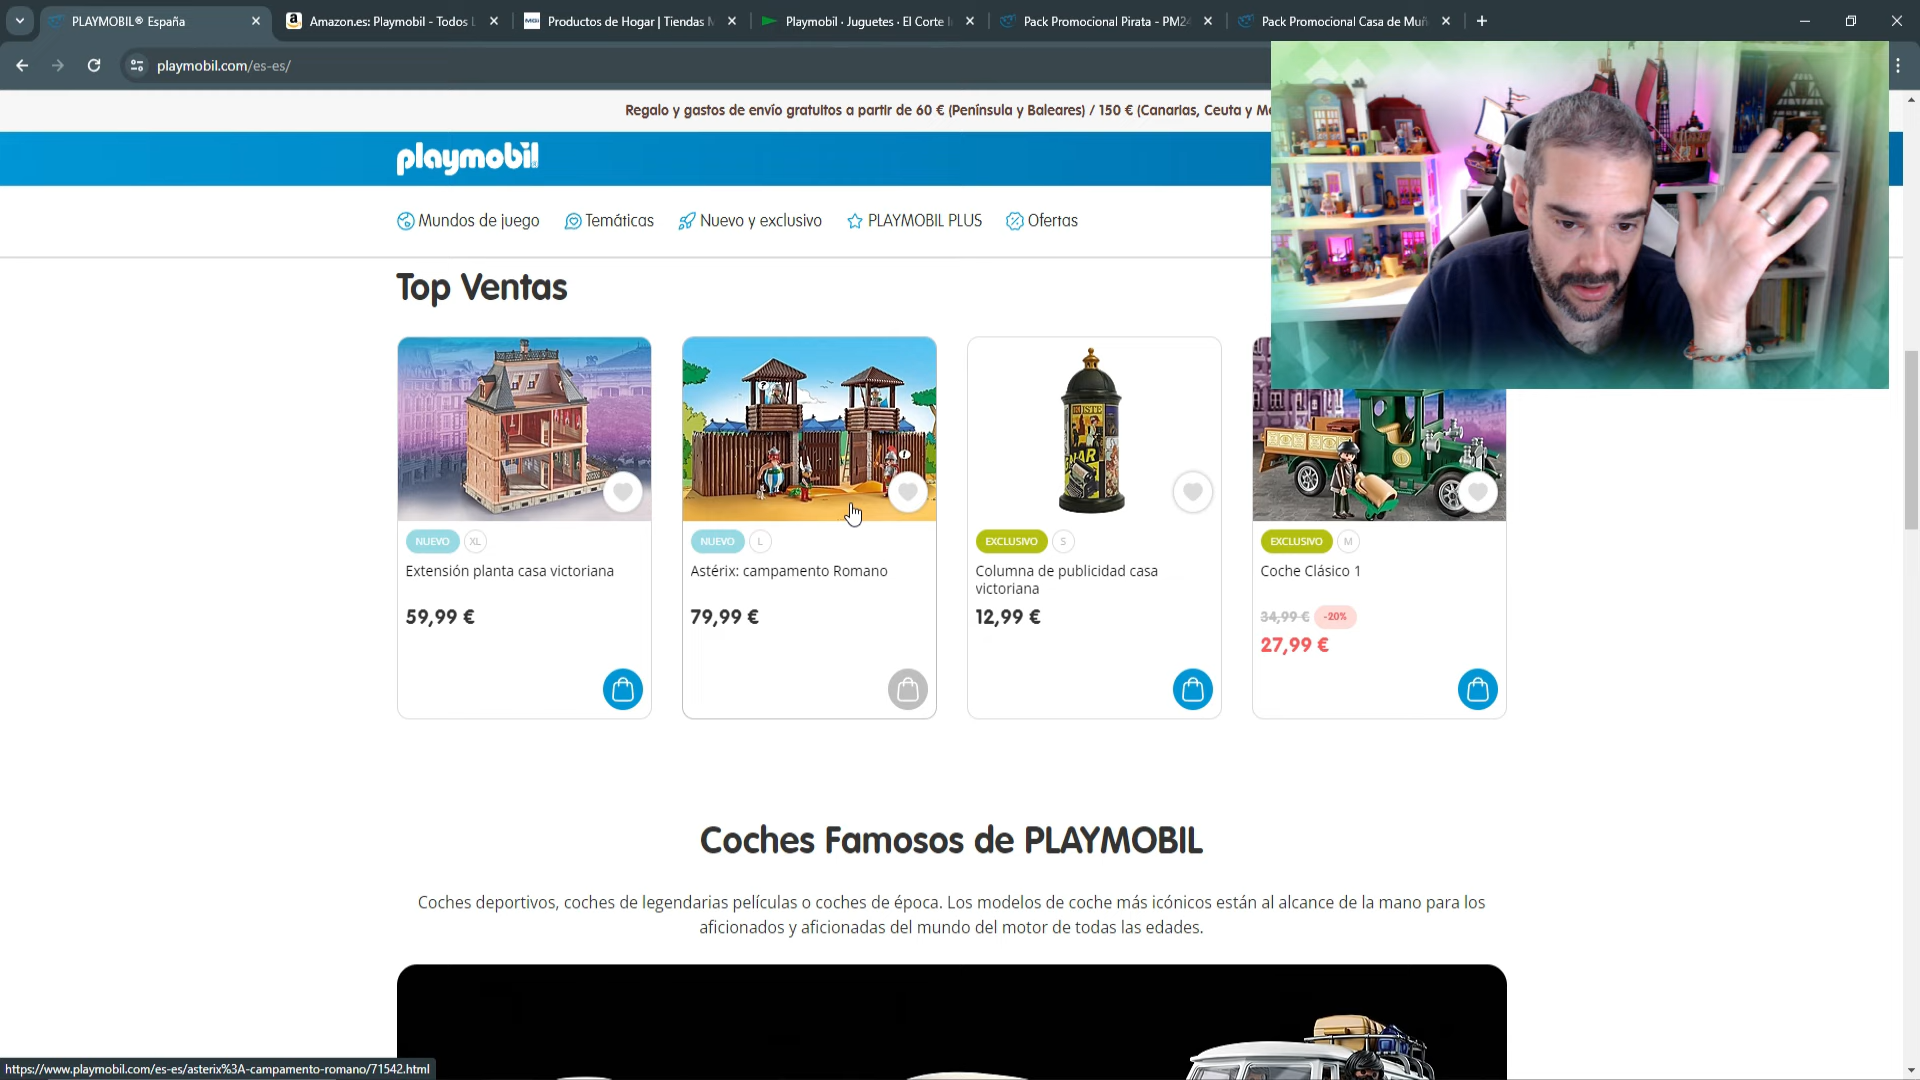 PLAYMOBIL® España
Amazon.es: Playmobil - Todos L
Productos de Hogar | Tiendas M
Playmobil · Juguetes · El Corte I
Pack Promocional Pirata - PM24
Pack Promocional Casa de Muñ
playmobil.com/es-es/
Regalo y gastos de envío gratuitos a partir de 60 € (Península y Baleares) / 150 € (Canarias, Ceuta y Me
playmobil
Mundos de juego
Temáticas
Nuevo y exclusivo
PLAYMOBIL PLUS
Ofertas
Top Ventas
NUEVO XL
Extensión planta casa victoriana
59,99 €
NUEVO L
Astérix: campamento Romano
79,99 €
EXCLUSIVO S
Columna de publicidad casa
victoriana
12,99 €
EXCLUSIVO M
Coche Clásico 1
34,99 € -20%
27,99 €
Coches Famosos de PLAYMOBIL
Coches deportivos, coches de legendarias películas o coches de época. Los modelos de coche más icónicos están al alcance de la mano para los
aficionados y aficionadas del mundo del motor de todas las edades.
https://www.playmobil.com/es-es/asterix%3A-campamento-romano/71542.html